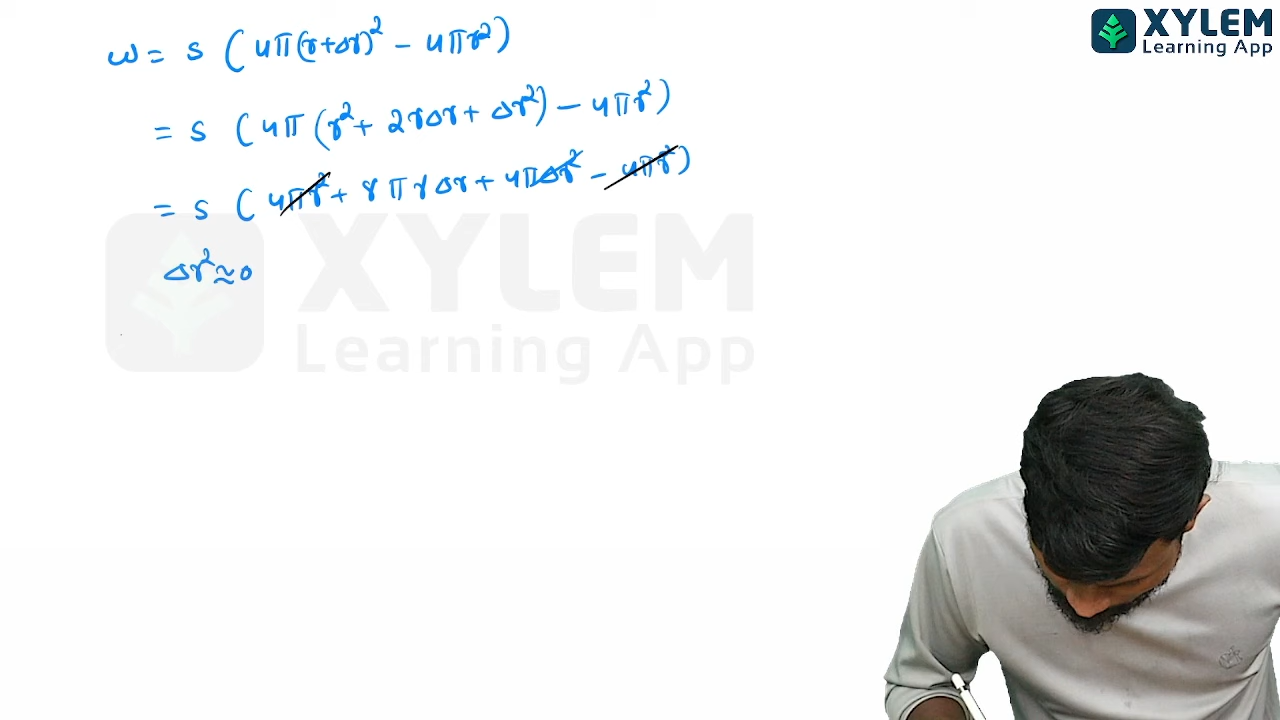 XYLEM
Learning App
ω = s (4π(r+Δr)² − 4πr²)
= s (4π(r² + 2rΔr + Δr²) − 4πr²)
= s (4πr² + 8πrΔr + 4πΔr² − 4πr²)
Δr² ≈ 0
XYLEM
Learning App